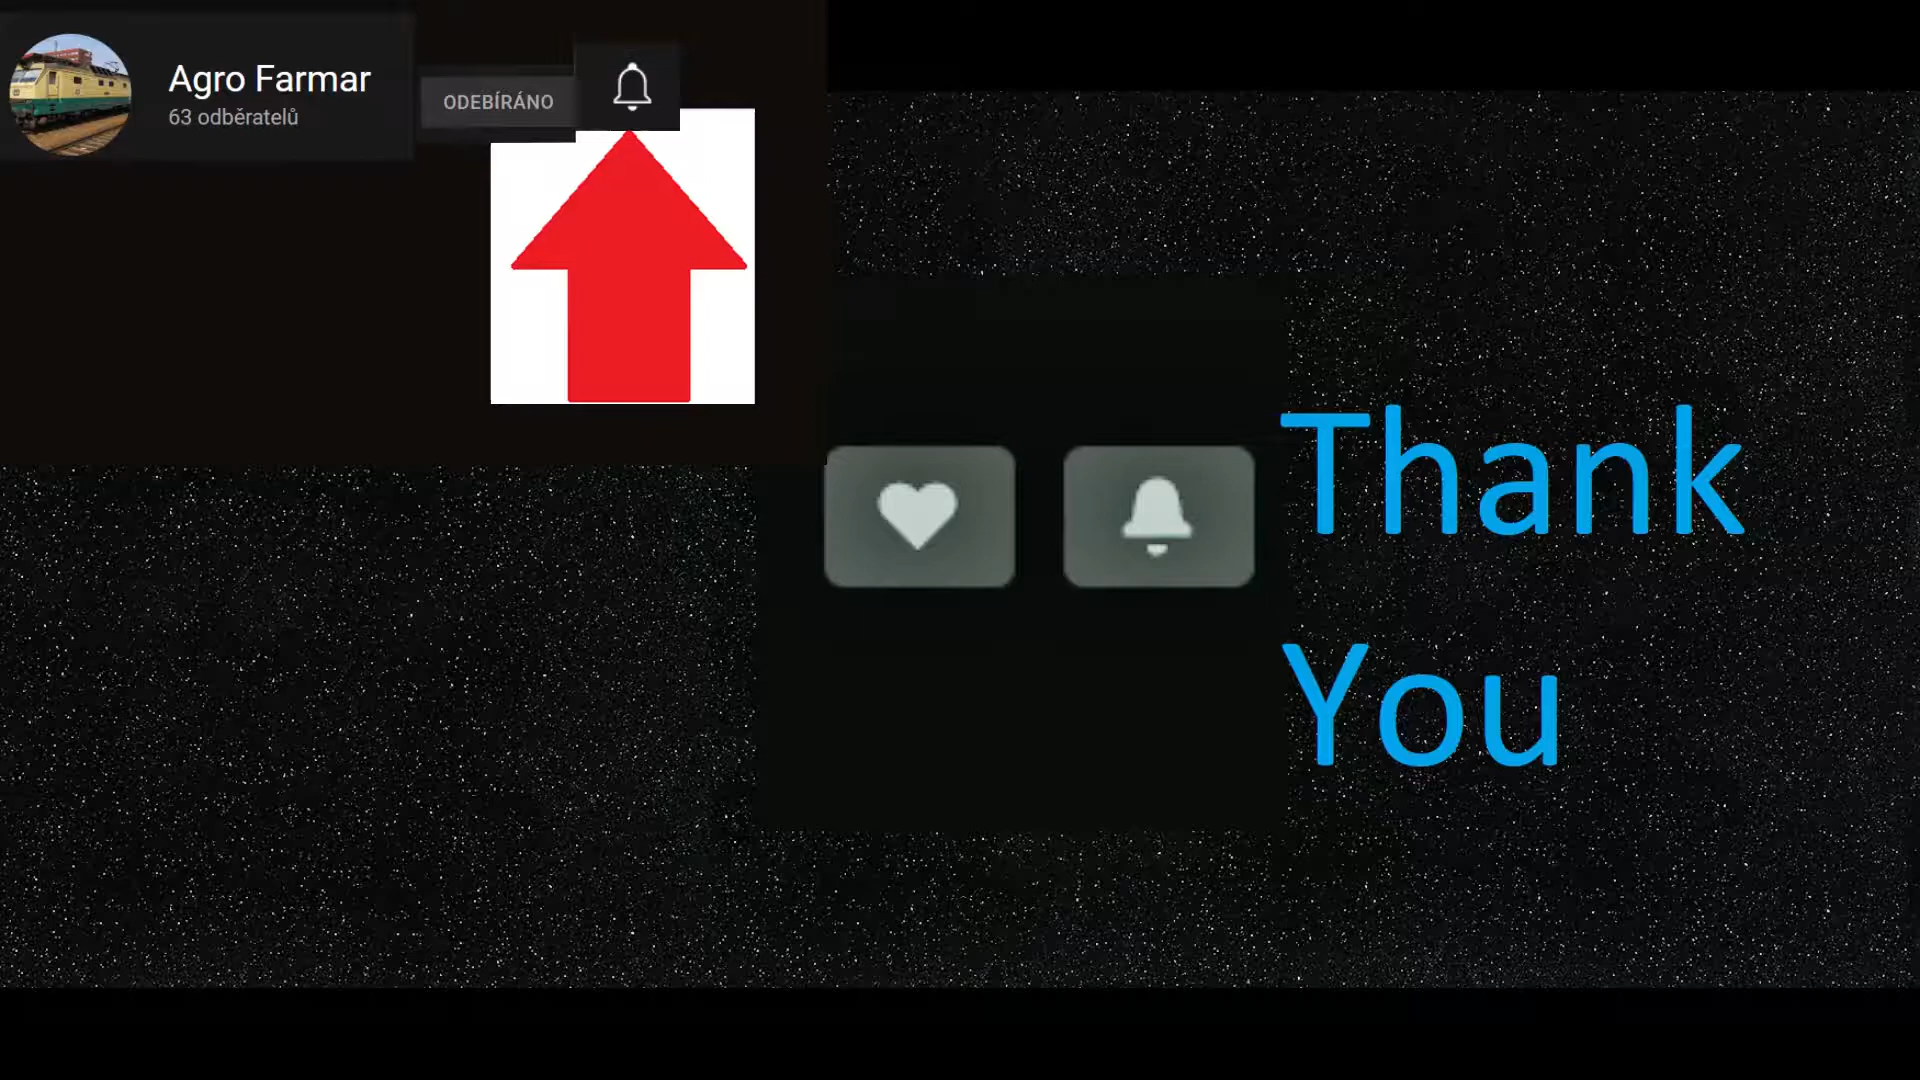 Agro Farmar
63 odběratelů
ODEBÍRÁNO
Thank
You